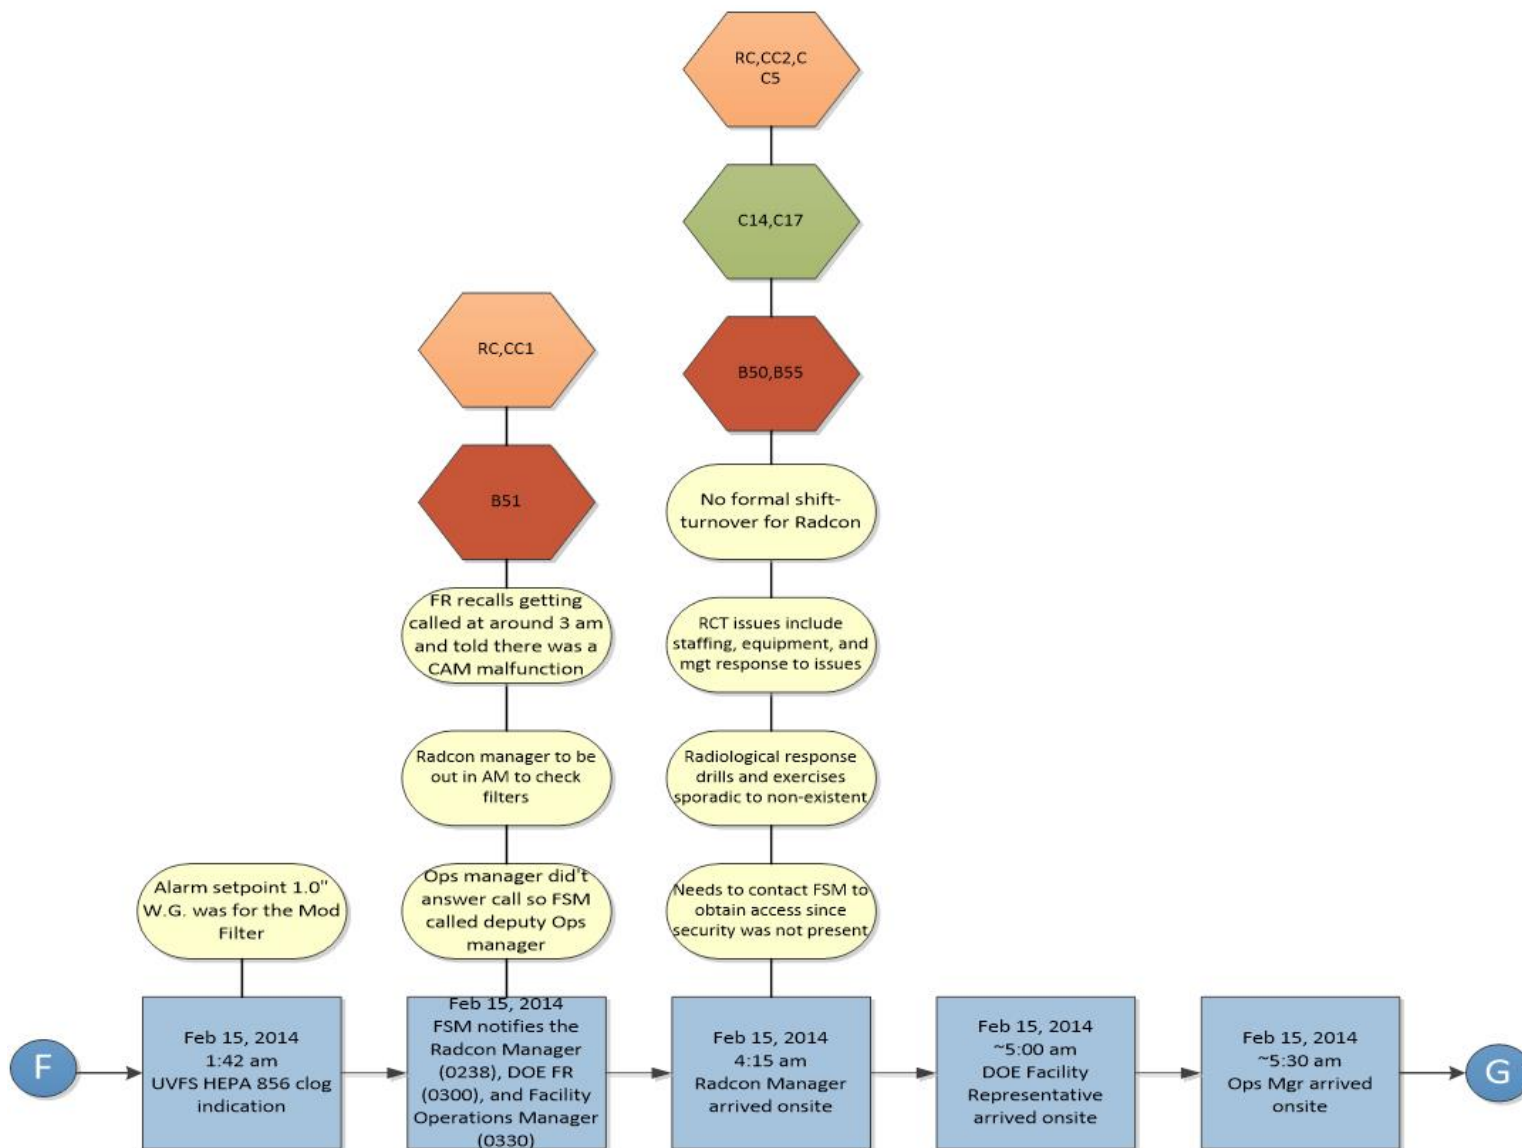 RC,CC2,C
C5
C14,C17
RC,CC1
B50,B55
B51
No formal shift-
turnover for Radcon
FR recalls getting
called at around 3 am
and told there was a
CAM malfunction
RCT issues include
staffing, equipment, and
mgt response to issues
Radcon manager to be
out in AM to check
filters
Radiological response
drills and exercises
sporadic to non-existent
Alarm setpoint 1.0"
W.G. was for the Mod
Filter
Ops manager did't
answer call so FSM
called deputy Ops
manager
Needs to contact FSM to
obtain access since
security was not present
F
Feb 15, 2014
1:42 am
UVFS HEPA 856 clog
indication
Feb 15, 2014
FSM notifies the
Radcon Manager
(0238), DOE FR
(0300), and Facility
Operations Manager
(0330)
Feb 15, 2014
4:15 am
Radcon Manager
arrived onsite
Feb 15, 2014
~5:00 am
DOE Facility
Representative
arrived onsite
Feb 15, 2014
~5:30 am
Ops Mgr arrived
onsite
G